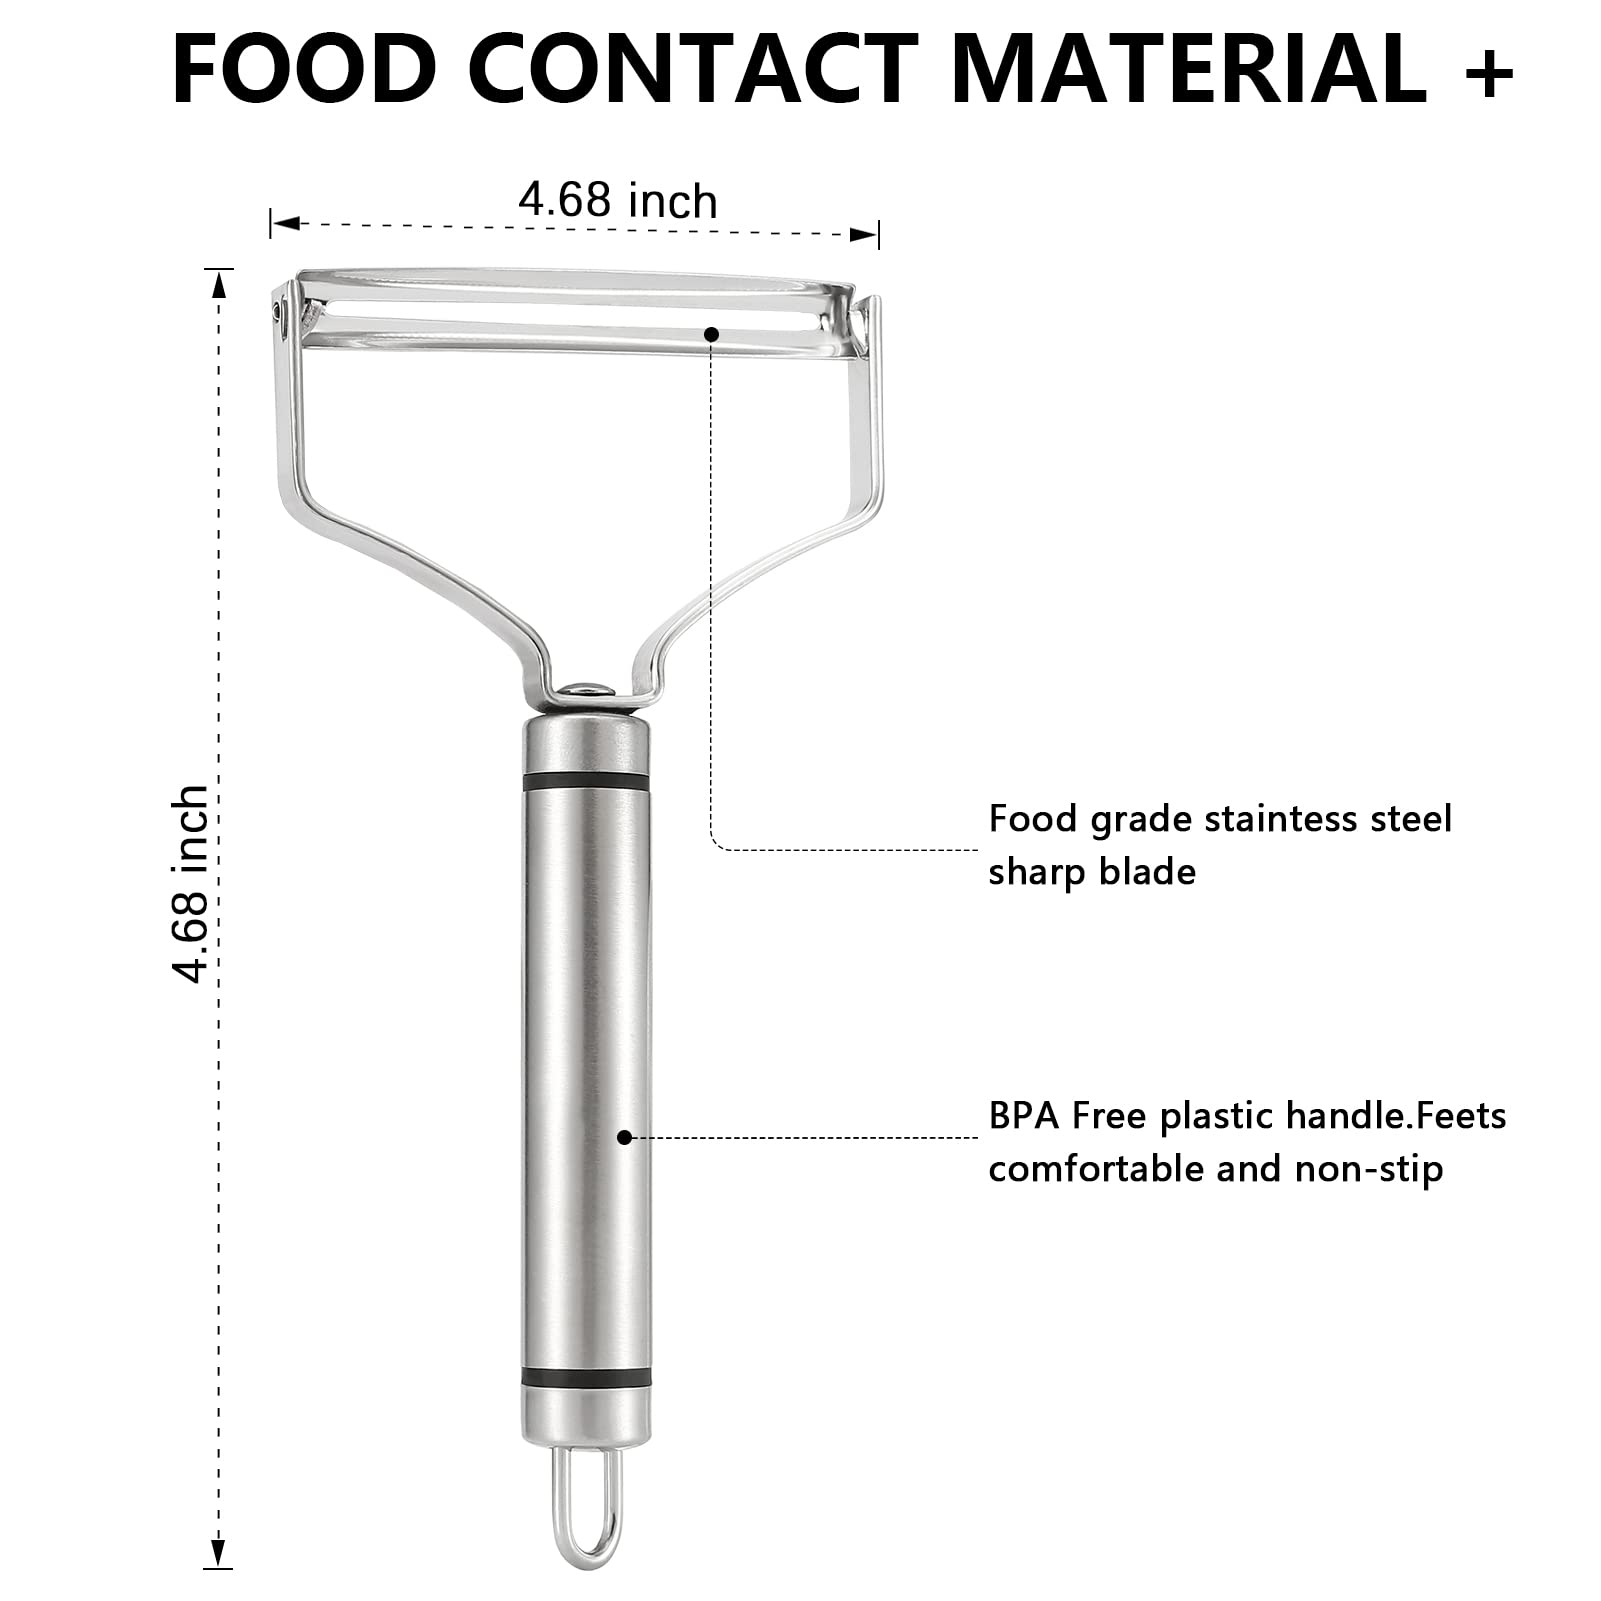 FOOD CONTACT MATERIAL +
4.68 inch
4.68 inch
Food grade staintess steel
sharp blade
BPA Free plastic handle.Feets
comfortable and non-stip